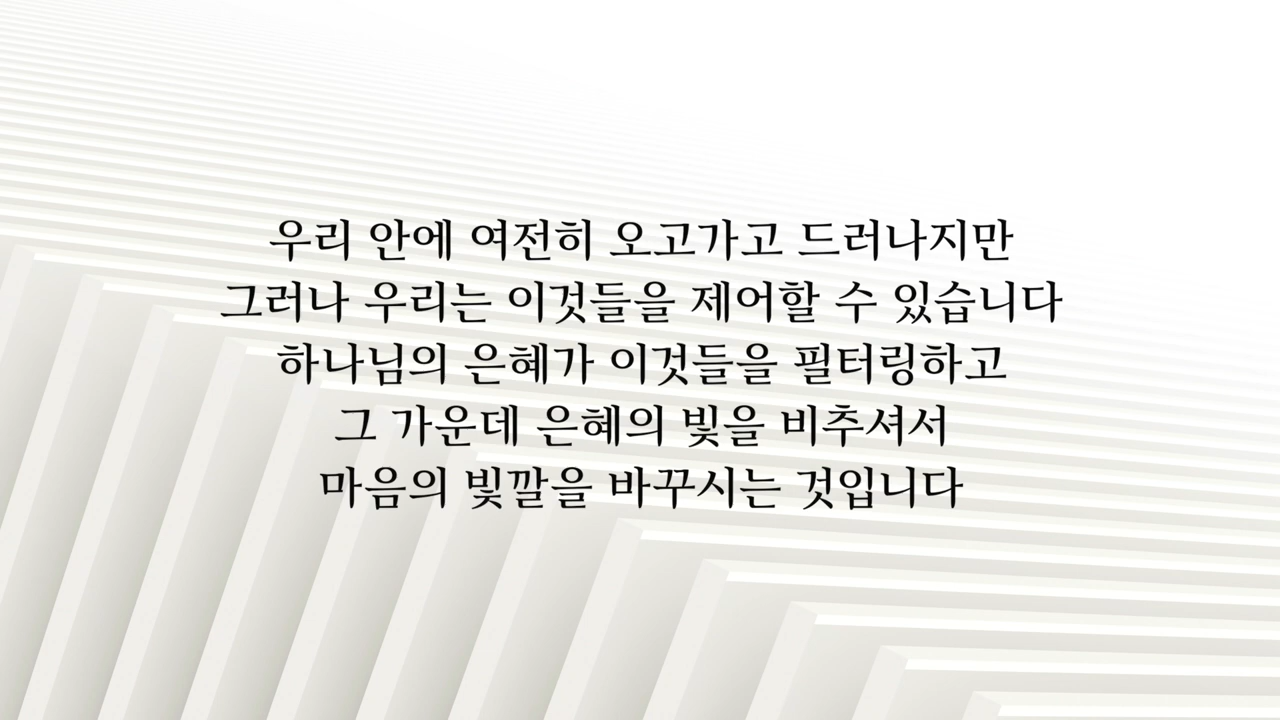 우리 안에 여전히 오고가고 드러나지만
그러나 우리는 이것들을 제어할 수 있습니다
하나님의 은혜가 이것들을 필터링하고
그 가운데 은혜의 빛을 비추셔서
마음의 빛깔을 바꾸시는 것입니다